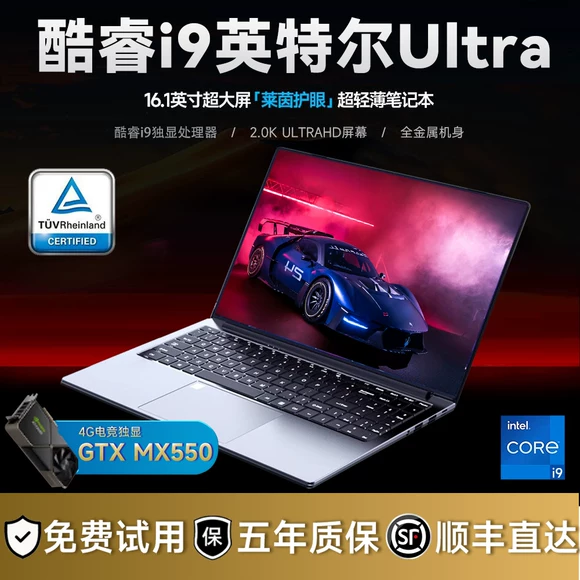 酷睿i9英特尔Ultra
16.1英寸超大屏「莱茵护眼」超轻薄笔记本
酷睿i9独显处理器 / 2.0K ULTRAHD屏幕 / 全金属机身
TÜVRheinland
CERTIFIED
H5
4G电竞独显
GTX MX550
intel
CORE
i9
免费试用 保 五年质保 SF 顺丰直达